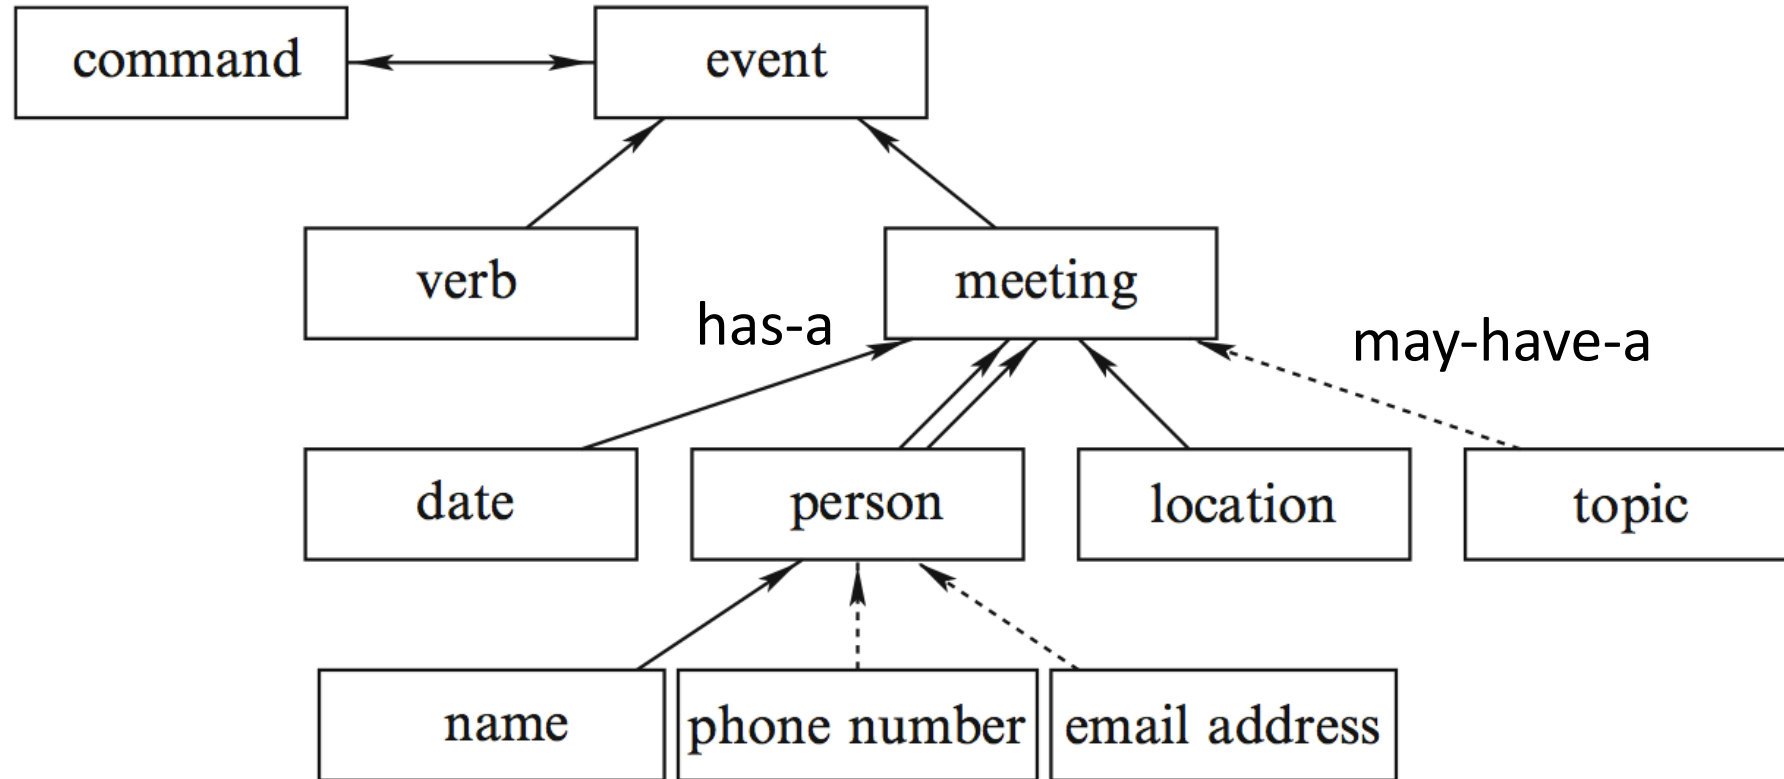 command
event
verb
meeting
has-a
may-have-a
date
person
location
topic
name
phone number
email address